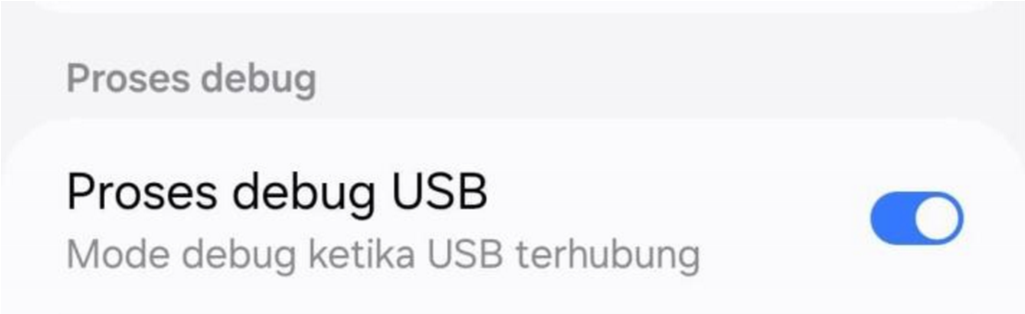 Proses debug
Proses debug USB
Mode debug ketika USB terhubung